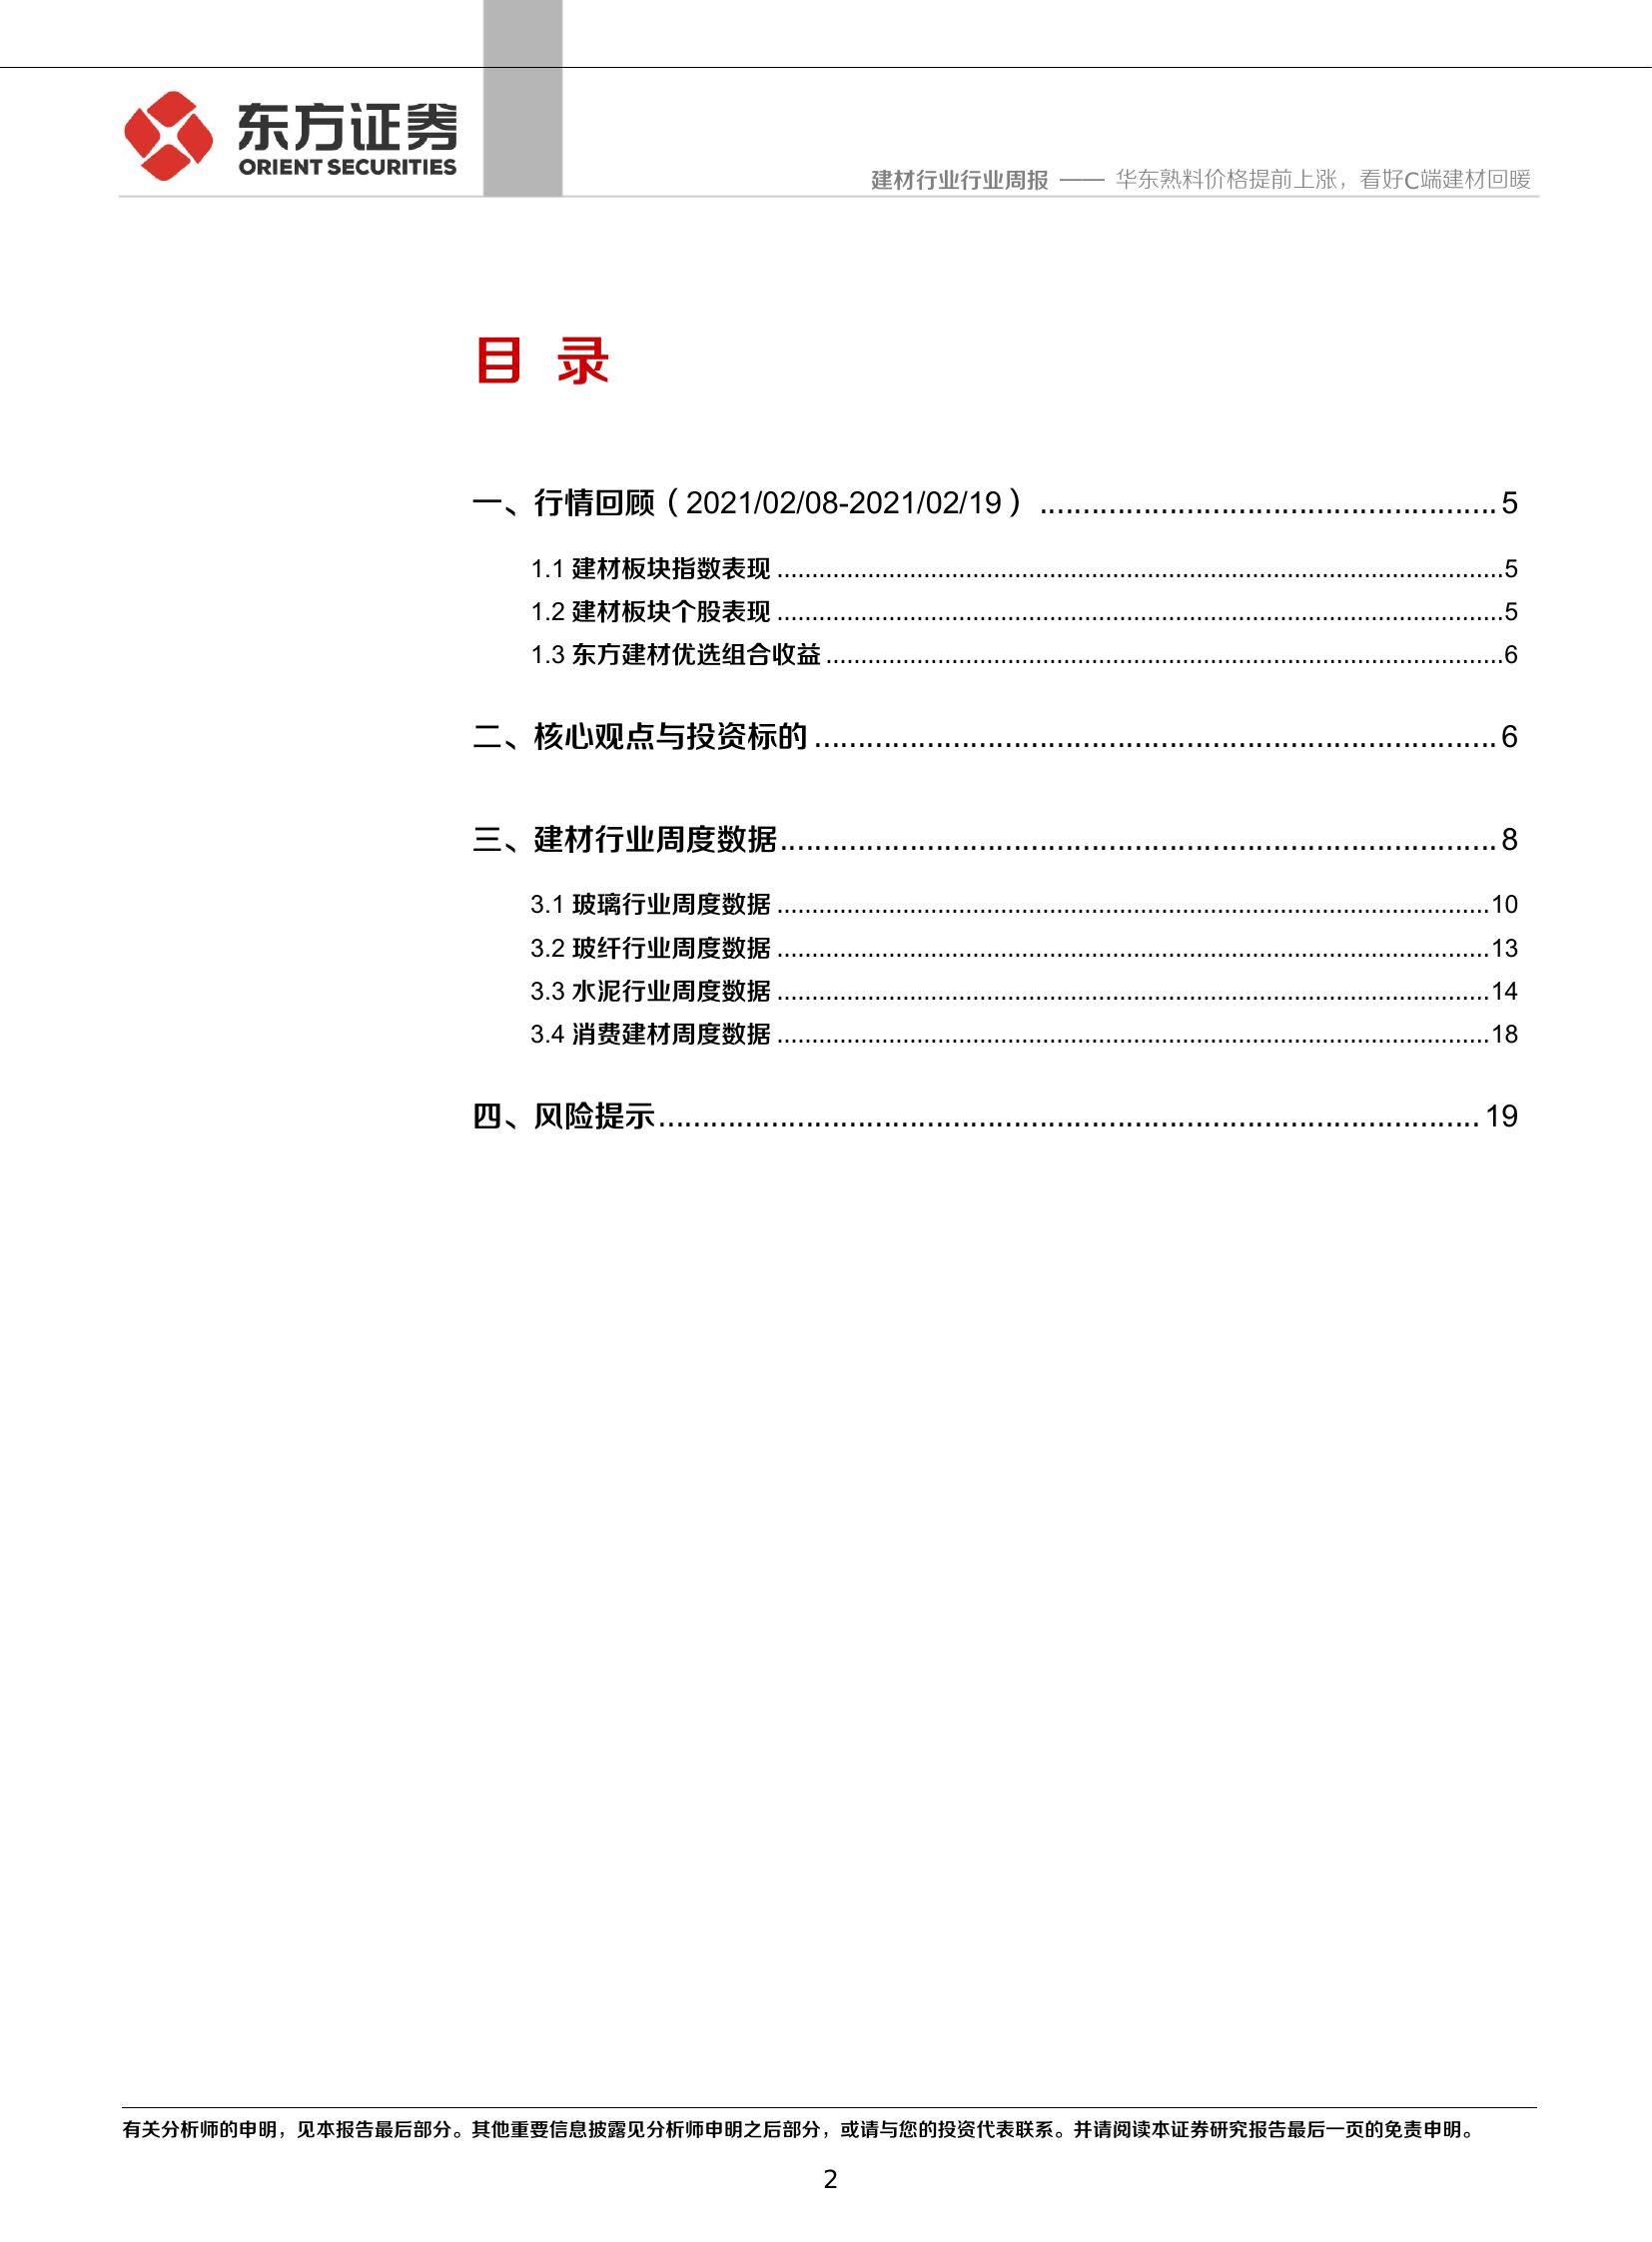 东方证券
ORIENT SECURITIES
建材行业行业周报 —— 华东熟料价格提前上涨，看好C端建材回暖
目 录
一、行情回顾（2021/02/08-2021/02/19）..................................................... 5
1.1 建材板块指数表现 ........................................................................................................5
1.2 建材板块个股表现 ........................................................................................................5
1.3 东方建材优选组合收益 .................................................................................................6
二、核心观点与投资标的 ............................................................................... 6
三、建材行业周度数据................................................................................... 8
3.1 玻璃行业周度数据 ......................................................................................................10
3.2 玻纤行业周度数据 ......................................................................................................13
3.3 水泥行业周度数据 ......................................................................................................14
3.4 消费建材周度数据 ......................................................................................................18
四、风险提示............................................................................................... 19
有关分析师的申明，见本报告最后部分。其他重要信息披露见分析师申明之后部分，或请与您的投资代表联系。并请阅读本证券研究报告最后一页的免责申明。
2